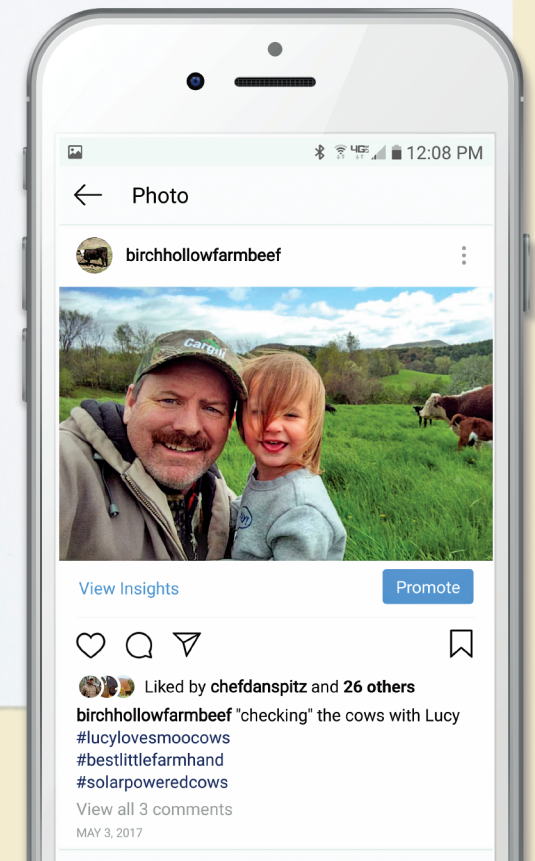 4G
12:08 PM
Photo
birchhollowfarmbeef
Cargill
View Insights
Promote
Liked by chefdanspitz and 26 others
birchhollowfarmbeef "checking" the cows with Lucy
#lucylovesmoocows
#bestlittlefarmhand
#solarpoweredcows
View all 3 comments
MAY 3, 2017